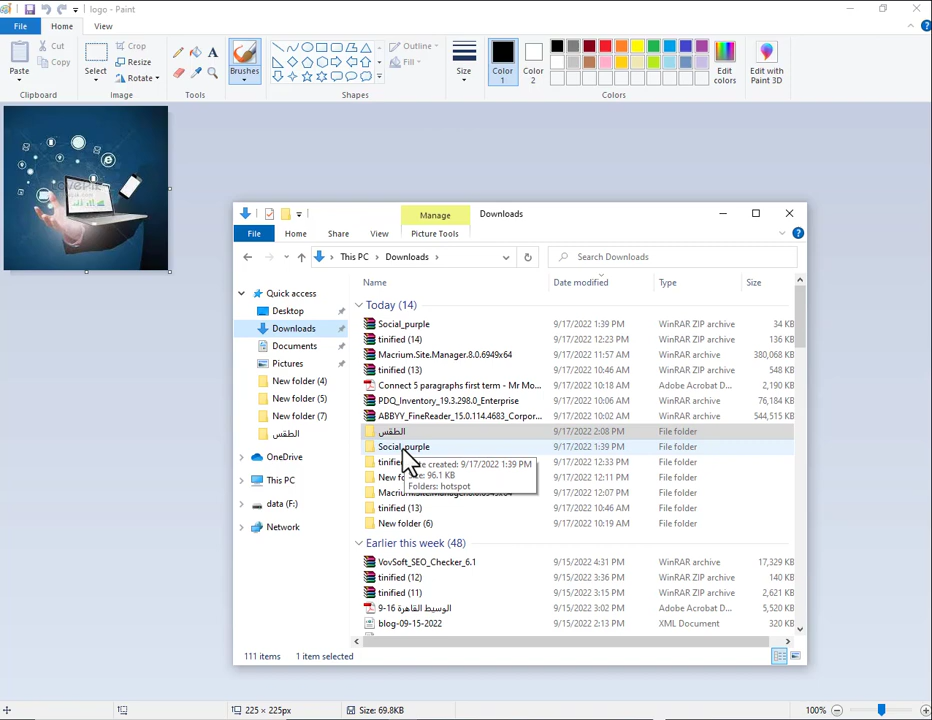 logo - Paint
File Home View
Paste Cut Copy
Clipboard
Select Crop Resize Rotate
Image
Tools
Brushes
Outline Fill
Shapes
Size
Color 1
Color 2
Edit colors
Edit with Paint 3D
Colors
Manage Downloads
File Home Share View Picture Tools
This PC Downloads Search Downloads
Name Date modified Type Size
Quick access
Desktop
Downloads
Documents
Pictures
New folder (4)
New folder (5)
New folder (7)
الطقس
OneDrive
This PC
data (F:)
Network
Today (14)
Social_purple 9/17/2022 1:39 PM WinRAR ZIP archive 34 KB
tinified (14) 9/17/2022 12:23 PM WinRAR ZIP archive 136 KB
Macrium.Site.Manager.8.0.6949x64 9/17/2022 11:57 AM WinRAR archive 380,068 KB
tinified (13) 9/17/2022 10:46 AM WinRAR ZIP archive 548 KB
Connect 5 paragraphs first term - Mr Mo... 9/17/2022 10:18 AM Adobe Acrobat D... 2,190 KB
PDQ_Inventory_19.3.298.0_Enterprise 9/17/2022 10:06 AM WinRAR archive 76,184 KB
ABBYY_FineReader_15.0.114.4683_Corpor... 9/17/2022 10:02 AM WinRAR archive 544,515 KB
الطقس 9/17/2022 2:08 PM File folder
Social_purple 9/17/2022 1:39 PM File folder
9/17/2022 12:33 PM File folder
9/17/2022 12:11 PM File folder
9/17/2022 12:07 PM File folder
tinified (13) 9/17/2022 10:46 AM File folder
New folder (6) 9/17/2022 10:19 AM File folder
created: 9/17/2022 1:39 PM
96.1 KB
Folders: hotspot
Earlier this week (48)
VovSoft_SEO_Checker_6.1 9/15/2022 4:31 PM WinRAR archive 17,329 KB
tinified (12) 9/15/2022 3:36 PM WinRAR ZIP archive 140 KB
tinified (11) 9/15/2022 3:15 PM WinRAR ZIP archive 2,621 KB
الوسيط القاهرة 16-9 9/15/2022 3:02 PM Adobe Acrobat D... 5,520 KB
blog-09-15-2022 9/15/2022 2:13 PM XML Document 320 KB
111 items 1 item selected
225 × 225px Size: 69.8KB 100%